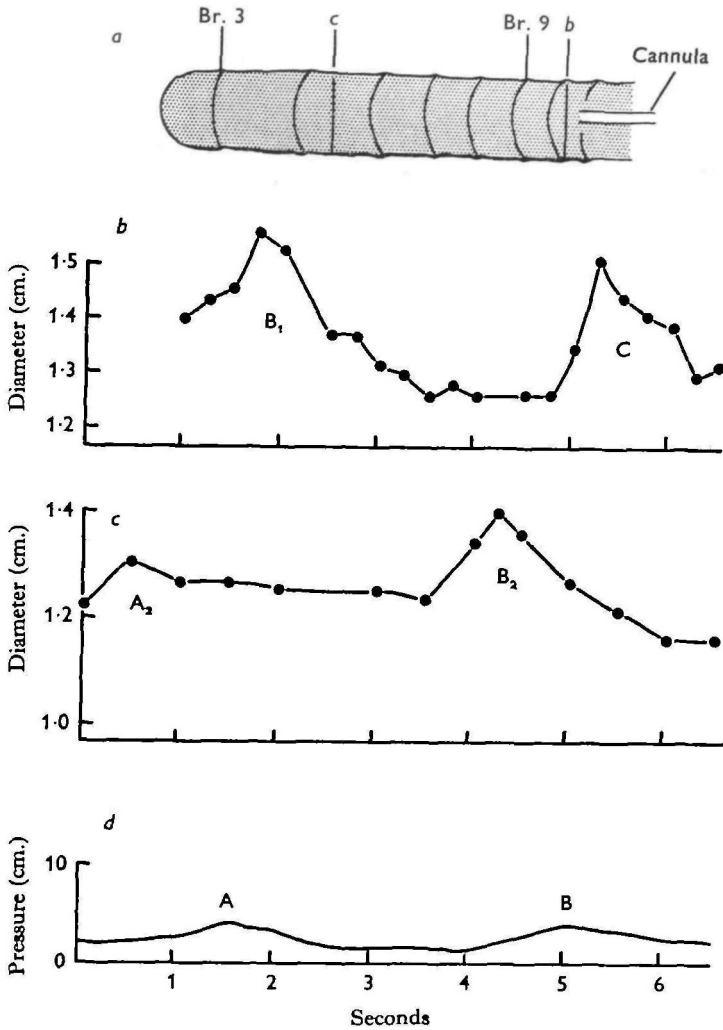 a
Br. 3
c
Br. 9
b
Cannula
b
Diameter (cm.)
1·5
1·4
1·3
1·2
B₁
C
c
Diameter (cm.)
1·4
1·2
1·0
A₂
B₂
d
Pressure (cm.)
10
5
0
A
B
1 2 3 4 5 6
Seconds